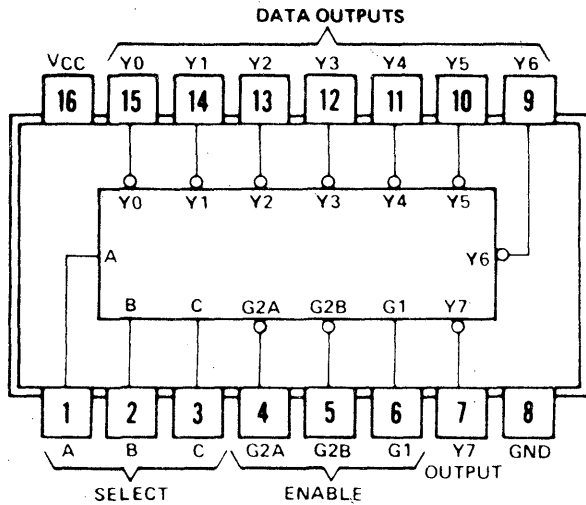 DATA OUTPUTS
VCC Y0 Y1 Y2 Y3 Y4 Y5 Y6
16 15 14 13 12 11 10 9
Y0 Y1 Y2 Y3 Y4 Y5
A Y6
B C G2A G2B G1 Y7
1 2 3 4 5 6 7 8
A B C G2A G2B G1 Y7 GND
OUTPUT
SELECT ENABLE